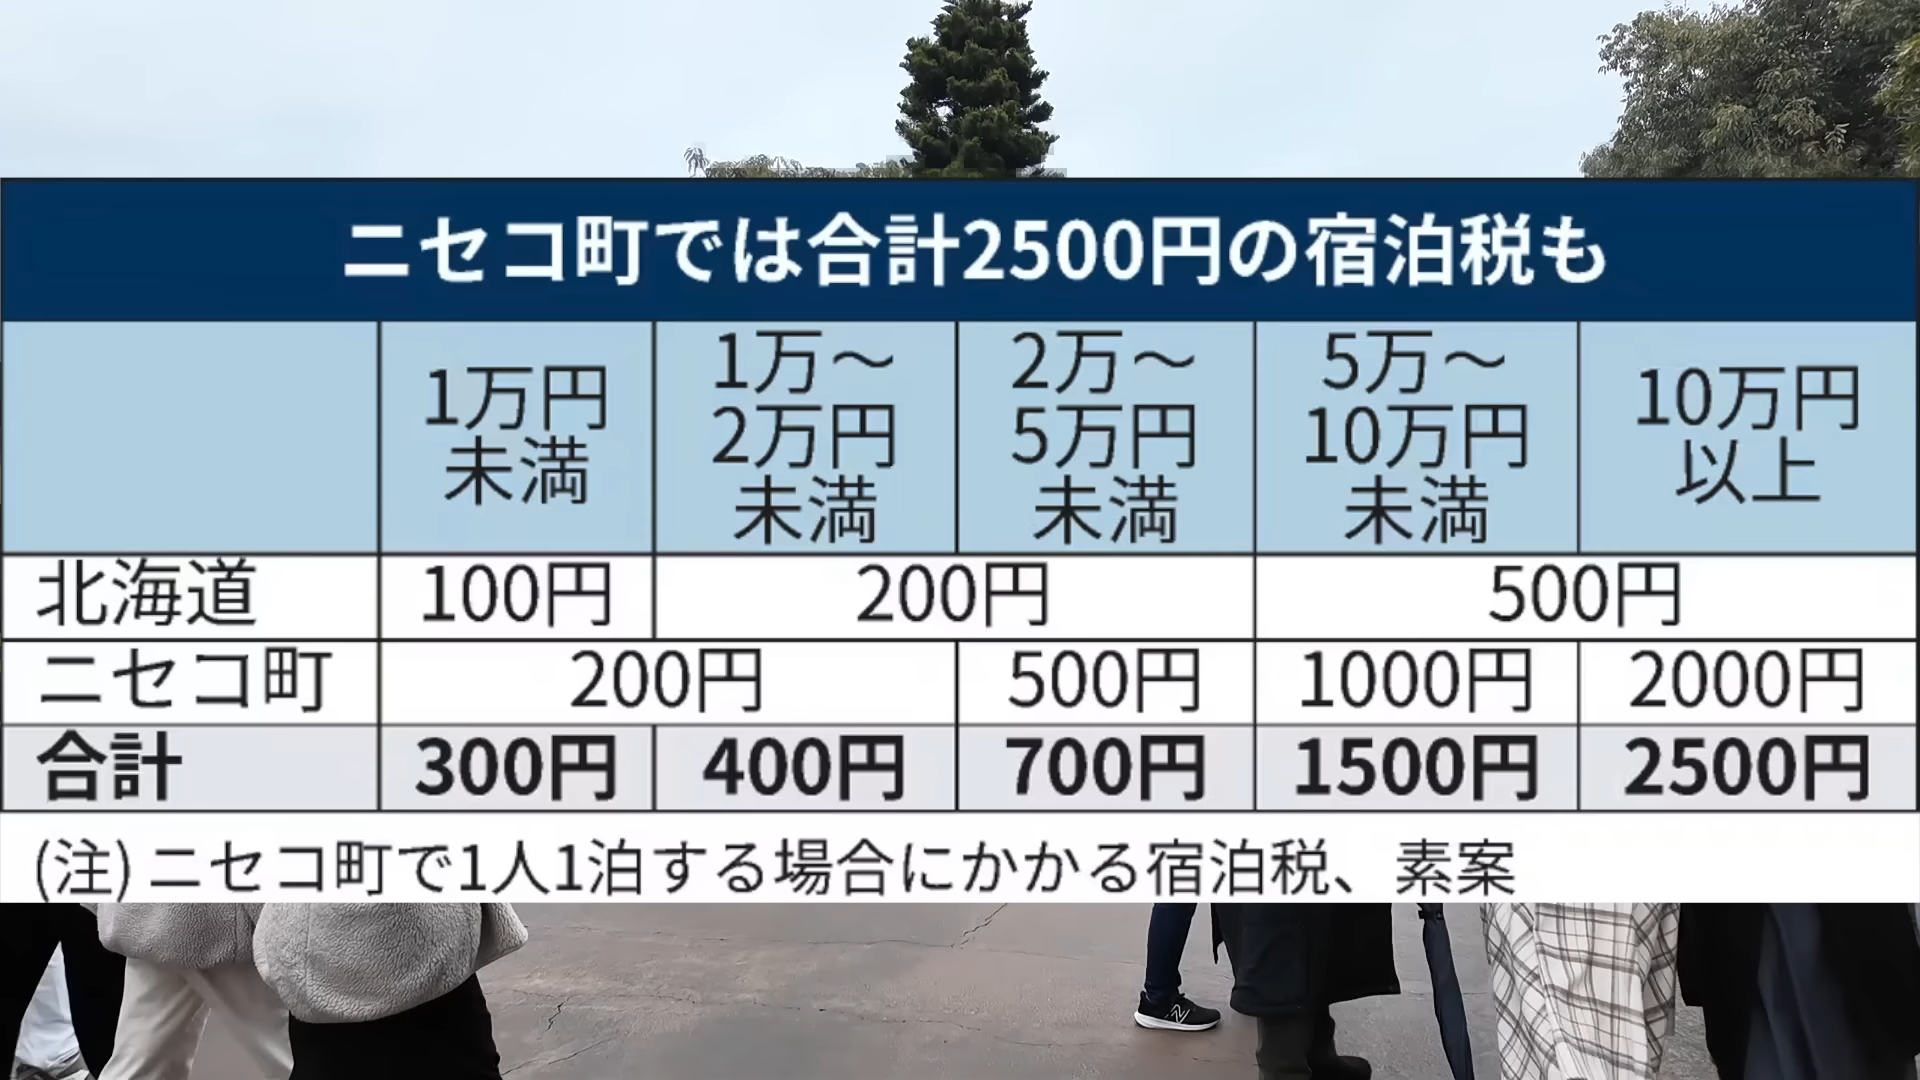 ニセコ町では合計2500円の宿泊税も
1万円
未満
1万～
2万円
未満
2万～
5万円
未満
5万～
10万円
未満
10万円
以上
北海道 100円 200円 500円
ニセコ町 200円 500円 1000円 2000円
合計 300円 400円 700円 1500円 2500円
(注) ニセコ町で1人1泊する場合にかかる宿泊税、素案